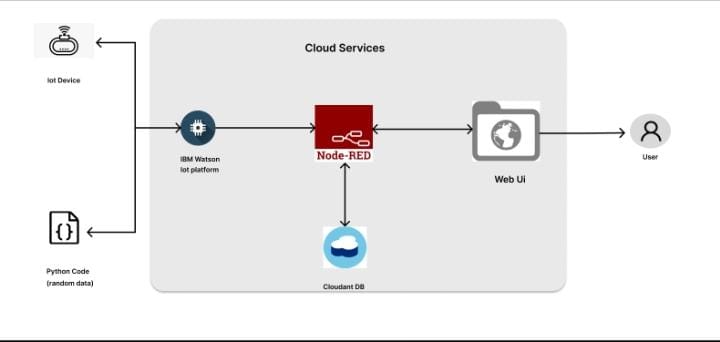 Cloud Services
Iot Device
IBM Watson
Iot platform
Node-RED
Web Ui
User
Python Code
(random data)
Cloudant DB